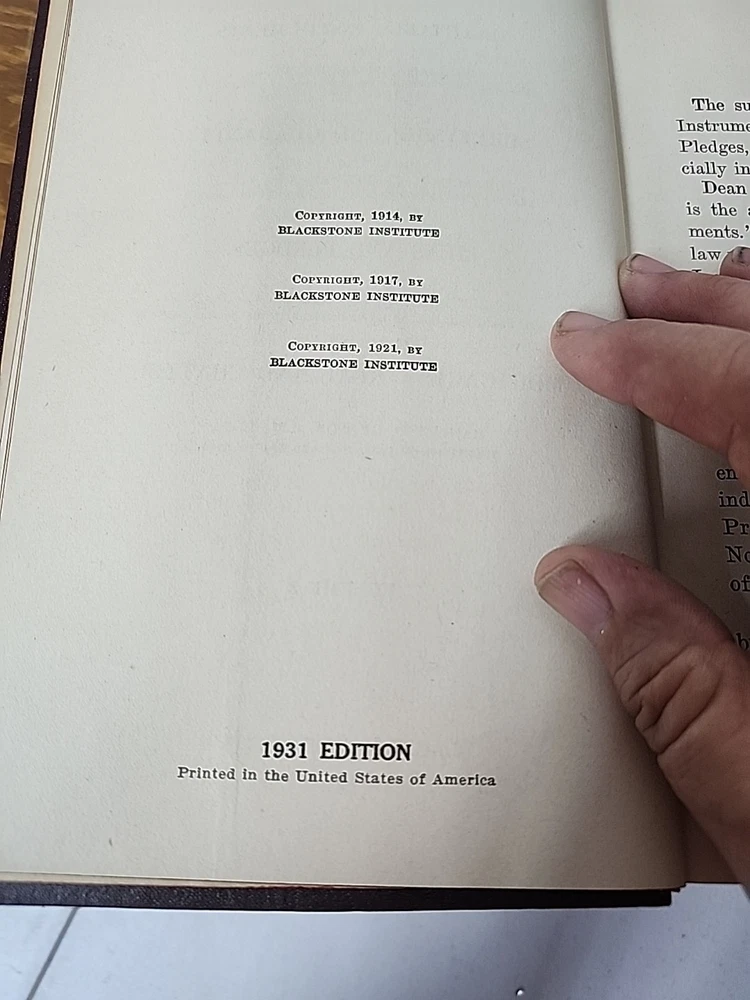 COPYRIGHT, 1914, BY
BLACKSTONE INSTITUTE
COPYRIGHT, 1917, BY
BLACKSTONE INSTITUTE
COPYRIGHT, 1921, BY
BLACKSTONE INSTITUTE
1931 EDITION
Printed in the United States of America
The su
Instrume
Pledges,
cially in
Dean
is the a
ments.'
law
en
ind
Pr
No
of